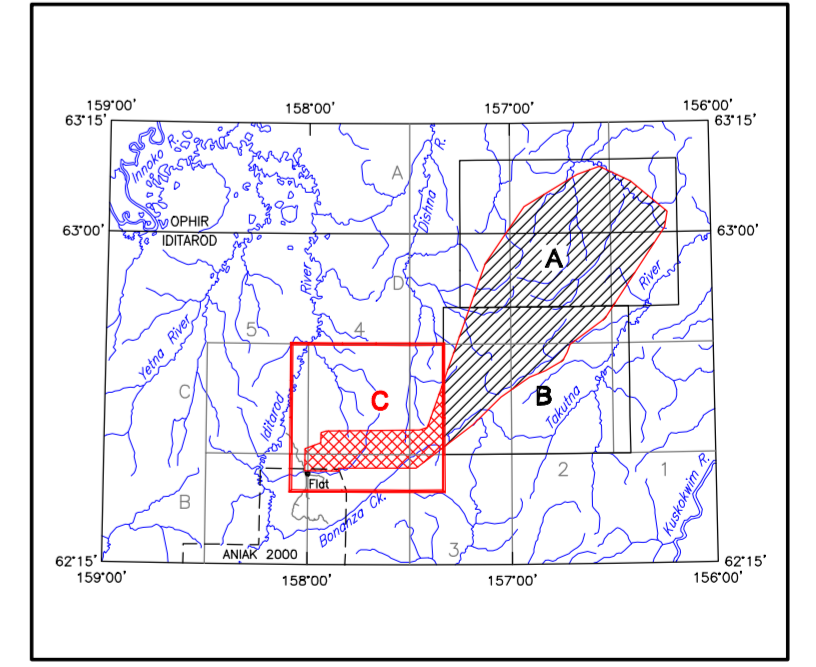 159°00' 158°00' 157°00' 156°00'
63°15' 63°15'
Innoko R.
A
R.
Dishna
OPHIR
63°00' 63°00'
IDITAROD
A
River
D
River
5 4
Yetna River
C
C
B
Takutna
Iditarod
2 1
Flat
B
Bonanza Ck.
Kuskokwim R.
3
ANIAK 2000
62°15' 62°15'
159°00' 158°00' 157°00' 156°00'